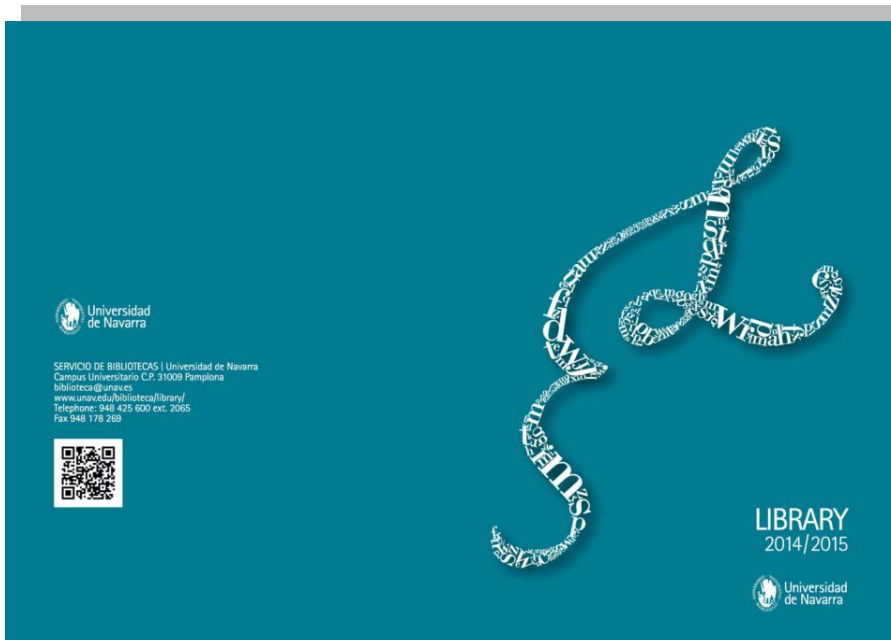 Universidad
de Navarra
SERVICIO DE BIBLIOTECAS | Universidad de Navarra
Campus Universitario C.P. 31009 Pamplona
biblioteca@unav.es
www.unav.edu/biblioteca/library/
Telephone: 948 425 600 ext. 2065
Fax 948 178 269
LIBRARY
2014/2015
Universidad
de Navarra